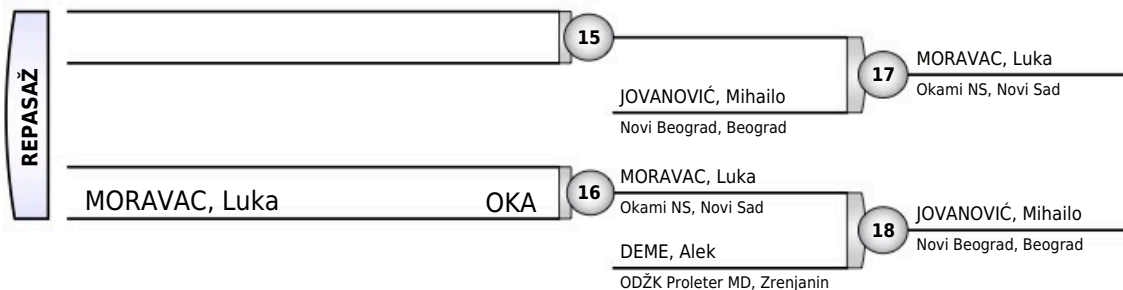 REPASAŽ
15
JOVANOVIĆ, Mihailo
Novi Beograd, Beograd
17
MORAVAC, Luka
Okami NS, Novi Sad
MORAVAC, Luka OKA
16
MORAVAC, Luka
Okami NS, Novi Sad
DEME, Alek
ODŽK Proleter MD, Zrenjanin
18
JOVANOVIĆ, Mihailo
Novi Beograd, Beograd